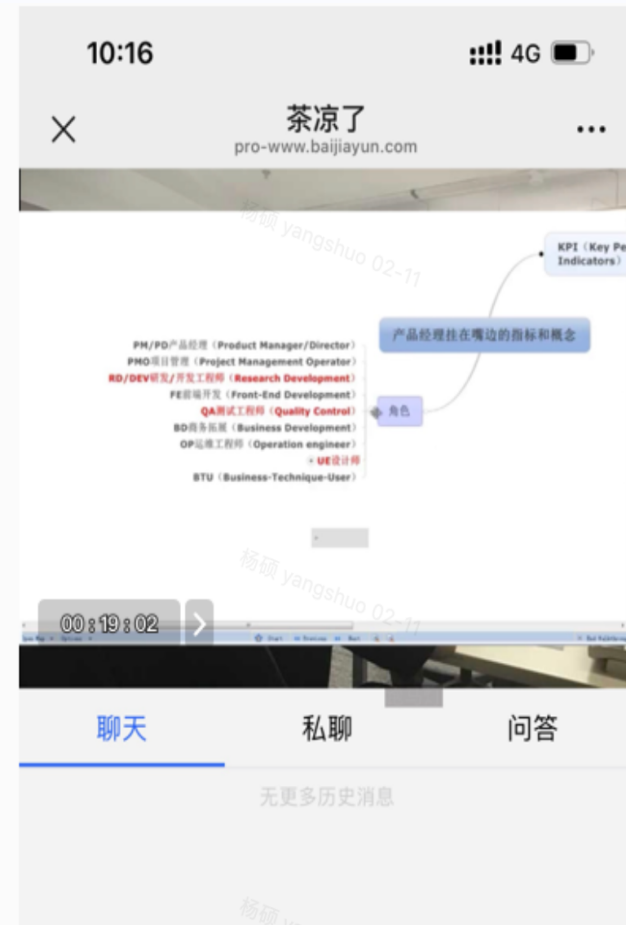 10:16
4G
茶凉了
pro-www.baijiayun.com
杨硕 yangshuo 02-11
KPI（Key Pe
Indicators）
产品经理挂在嘴边的指标和概念
PM/PD产品经理（Product Manager/Director）
PMO项目管理（Project Management Operator）
RD/DEV研发/开发工程师（Research Development）
FE前端开发（Front-End Development）
QA测试工程师（Quality Control）
角色
BD商务拓展（Business Development）
OP运维工程师（Operation engineer）
UE设计师
BTU（Business-Technique-User）
杨硕 yangshuo 02-11
00:19:02
聊天 私聊 问答
无更多历史消息
杨硕